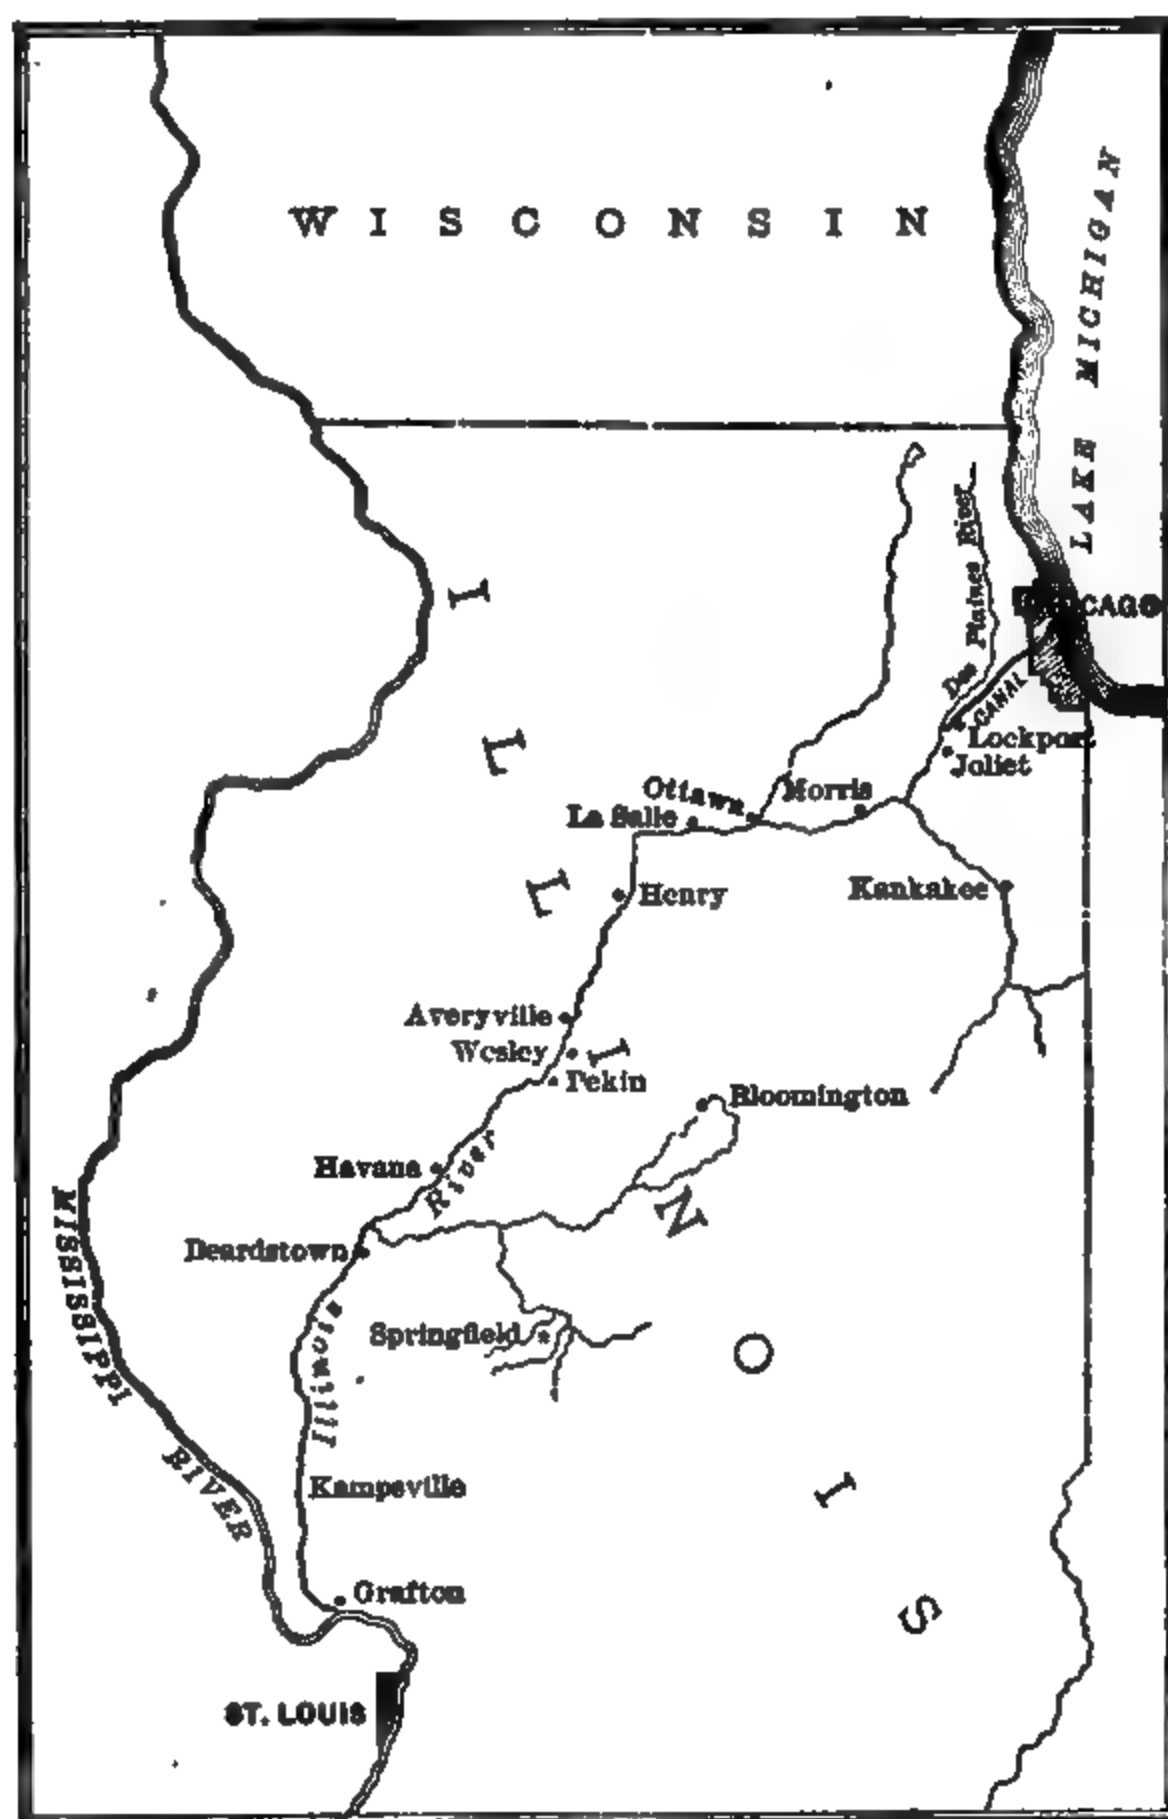 WISCONSIN
LAKE MICHIGAN
Des Plaines River
CHICAGO
CANAL
Lockport
Joliet
Ottawa
Morris
La Salle
Henry
Kankakee
Averyville
Wesley
Pekin
Bloomington
Havana
Illinois River
Beardstown
Springfield
Kampsville
Grafton
ILLINOIS
MISSISSIPPI RIVER
ST. LOUIS